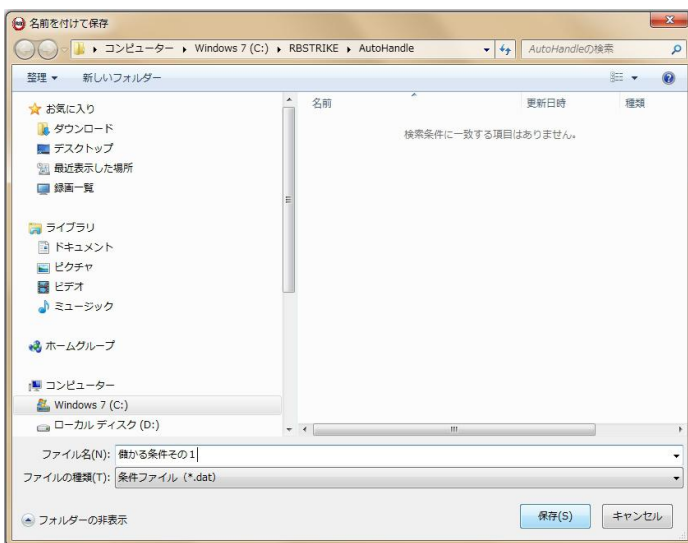 名前を付けて保存
コンピューター ▸ Windows 7 (C:) ▸ RBSTRIKE ▸ AutoHandle
AutoHandleの検索
整理 新しいフォルダー
名前 更新日時 種類
検索条件に一致する項目はありません。
お気に入り
ダウンロード
デスクトップ
最近表示した場所
録画一覧
ライブラリ
ドキュメント
ピクチャ
ビデオ
ミュージック
ホームグループ
コンピューター
Windows 7 (C:)
ローカル ディスク (D:)
ファイル名(N): 儲かる条件その１
ファイルの種類(T): 条件ファイル (*.dat)
フォルダーの非表示 保存(S) キャンセル